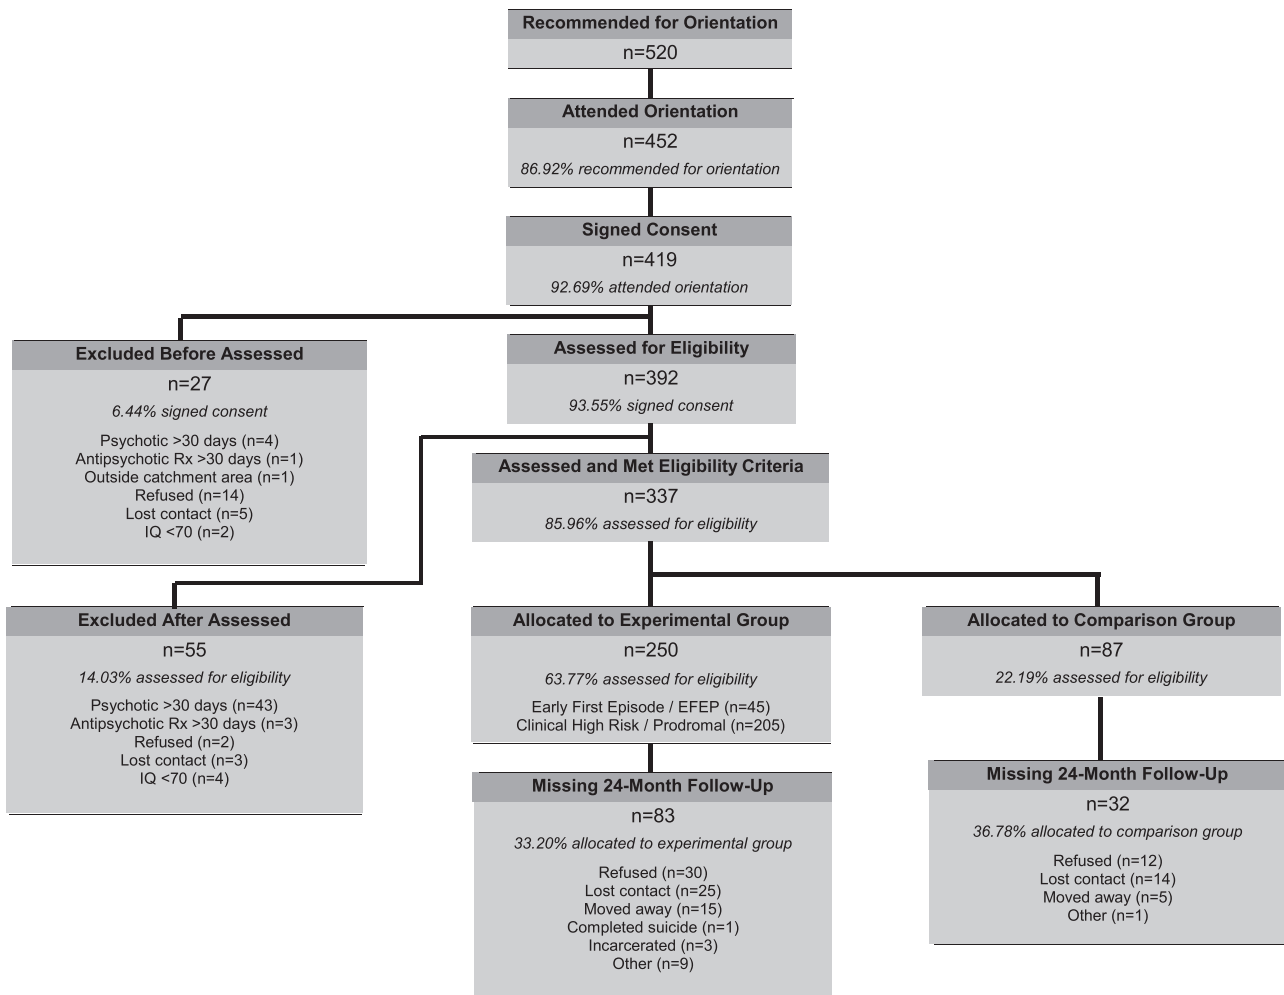 Recommended for Orientation
n=520
Attended Orientation
n=452
86.92% recommended for orientation
Signed Consent
n=419
92.69% attended orientation
Excluded Before Assessed
n=27
6.44% signed consent
Psychotic >30 days (n=4)
Antipsychotic Rx >30 days (n=1)
Outside catchment area (n=1)
Refused (n=14)
Lost contact (n=5)
IQ <70 (n=2)
Assessed for Eligibility
n=392
93.55% signed consent
Assessed and Met Eligibility Criteria
n=337
85.96% assessed for eligibility
Excluded After Assessed
n=55
14.03% assessed for eligibility
Psychotic >30 days (n=43)
Antipsychotic Rx >30 days (n=3)
Refused (n=2)
Lost contact (n=3)
IQ <70 (n=4)
Allocated to Experimental Group
n=250
63.77% assessed for eligibility
Early First Episode / EFEP (n=45)
Clinical High Risk / Prodromal (n=205)
Allocated to Comparison Group
n=87
22.19% assessed for eligibility
Missing 24-Month Follow-Up
n=83
33.20% allocated to experimental group
Refused (n=30)
Lost contact (n=25)
Moved away (n=15)
Completed suicide (n=1)
Incarcerated (n=3)
Other (n=9)
Missing 24-Month Follow-Up
n=32
36.78% allocated to comparison group
Refused (n=12)
Lost contact (n=14)
Moved away (n=5)
Other (n=1)